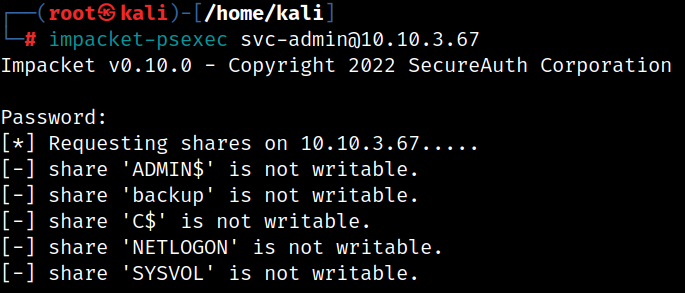 ┌──(root㉿kali)-[/home/kali]
└─# impacket-psexec svc-admin@10.10.3.67
Impacket v0.10.0 - Copyright 2022 SecureAuth Corporation
Password:
[*] Requesting shares on 10.10.3.67.....
[-] share 'ADMIN$' is not writable.
[-] share 'backup' is not writable.
[-] share 'C$' is not writable.
[-] share 'NETLOGON' is not writable.
[-] share 'SYSVOL' is not writable.